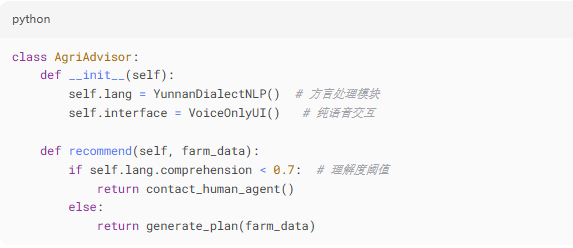 python
class AgriAdvisor:
    def __init__(self):
        self.lang = YunnanDialectNLP()  # 方言处理模块
        self.interface = VoiceOnlyUI()   # 纯语音交互
    def recommend(self, farm_data):
        if self.lang.comprehension < 0.7:  # 理解度阈值
            return contact_human_agent()
        else:
            return generate_plan(farm_data)